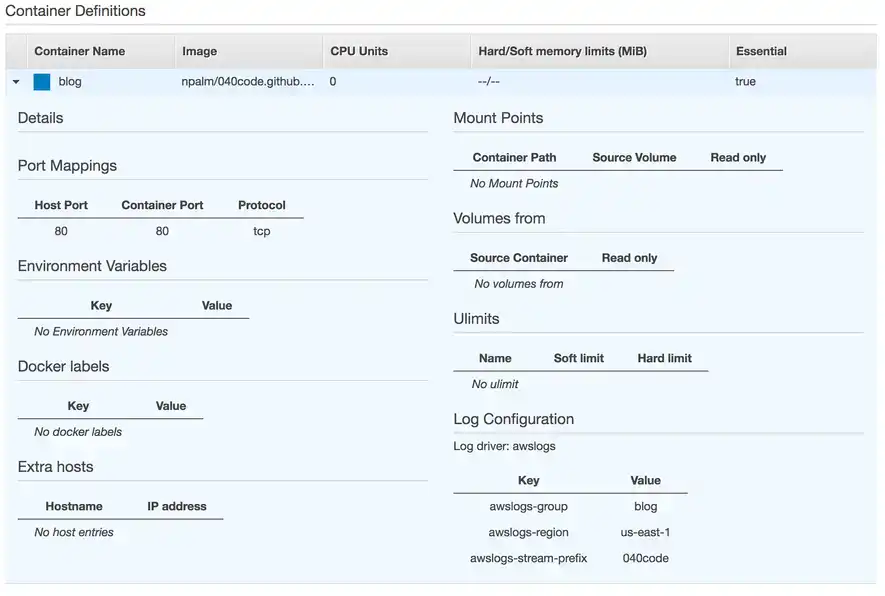 Container Definitions
Container Name Image CPU Units Hard/Soft memory limits (MiB) Essential
blog npalm/040code.github.... 0 --/-- true
Details
Port Mappings
Host Port Container Port Protocol
80 80 tcp
Environment Variables
Key Value
No Environment Variables
Docker labels
Key Value
No docker labels
Extra hosts
Hostname IP address
No host entries
Mount Points
Container Path Source Volume Read only
No Mount Points
Volumes from
Source Container Read only
No volumes from
Ulimits
Name Soft limit Hard limit
No ulimit
Log Configuration
Log driver: awslogs
Key Value
awslogs-group blog
awslogs-region us-east-1
awslogs-stream-prefix 040code